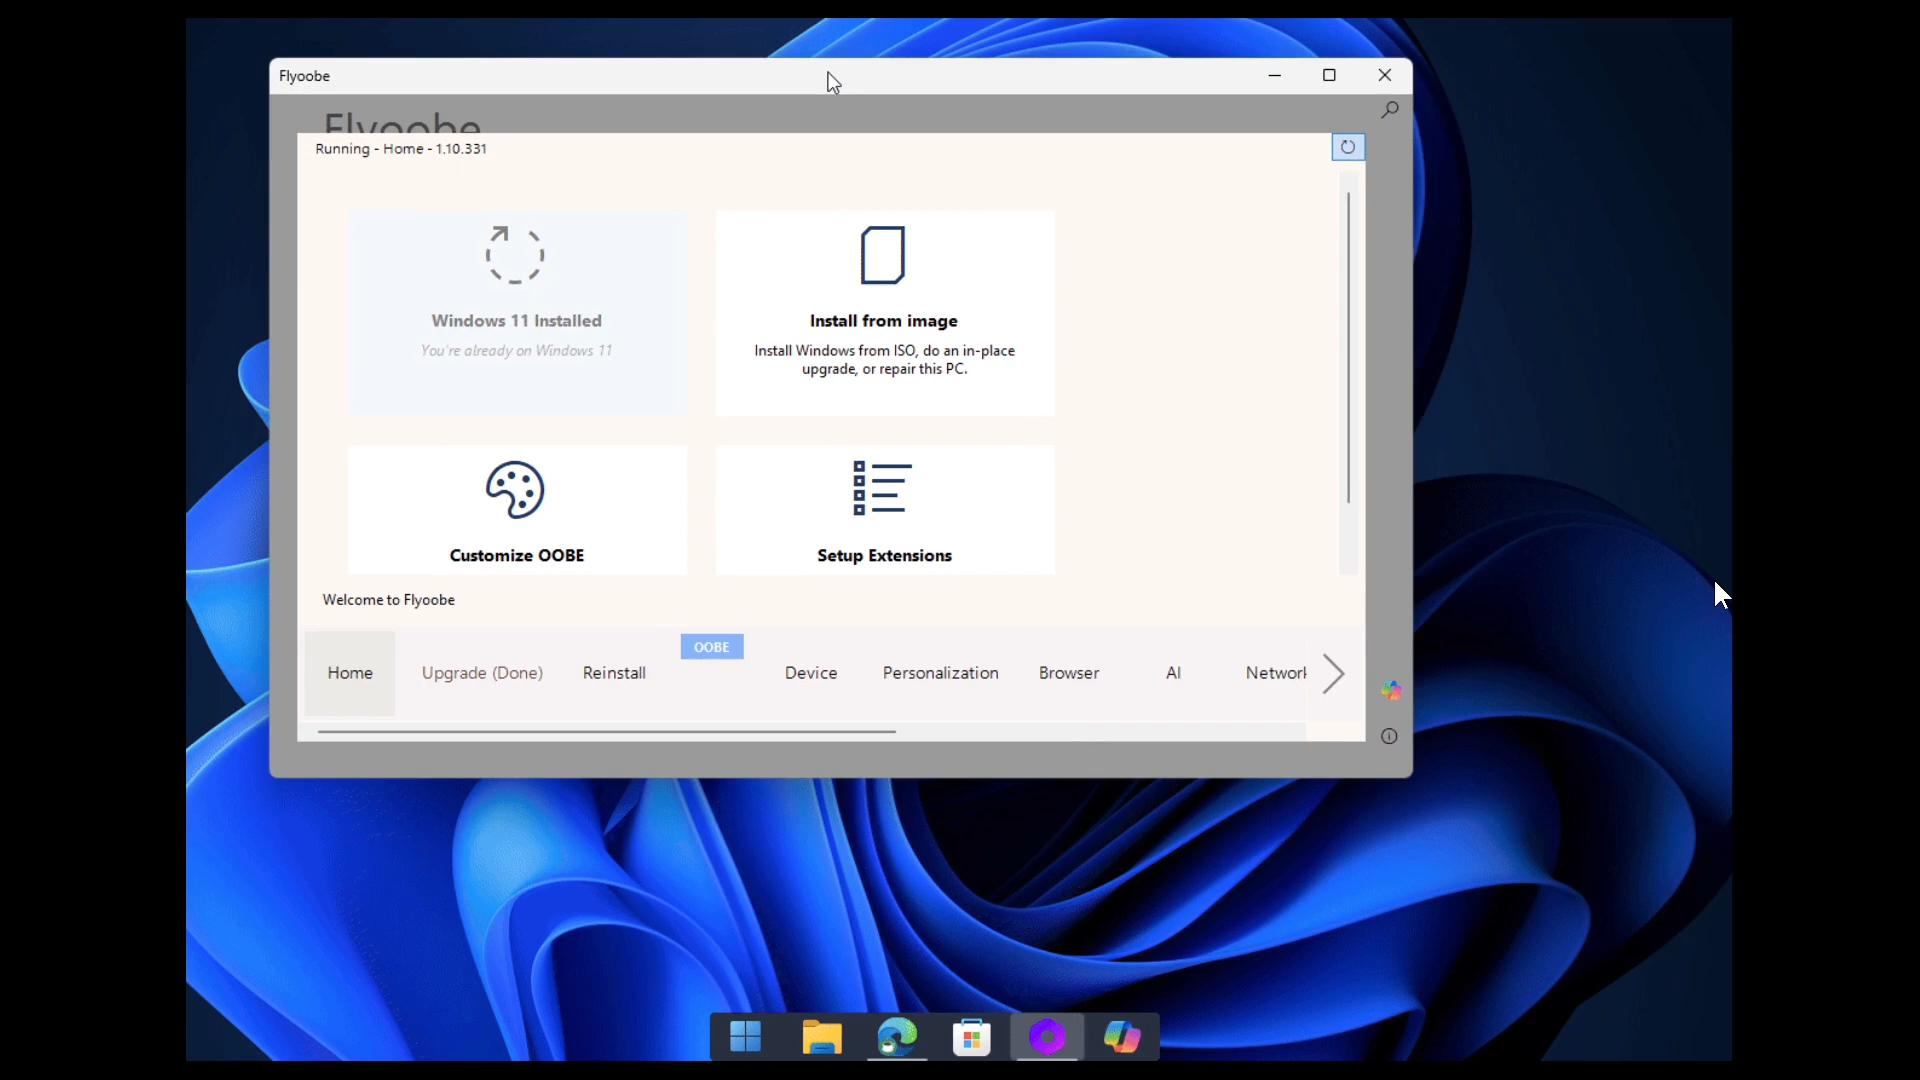 Flyoobe
Flyoobe
Running - Home - 1.10.331
Windows 11 Installed
You're already on Windows 11
Install from image
Install Windows from ISO, do an in-place
upgrade, or repair this PC.
Customize OOBE
Setup Extensions
Welcome to Flyoobe
OOBE
Home
Upgrade (Done)
Reinstall
Device
Personalization
Browser
AI
Network